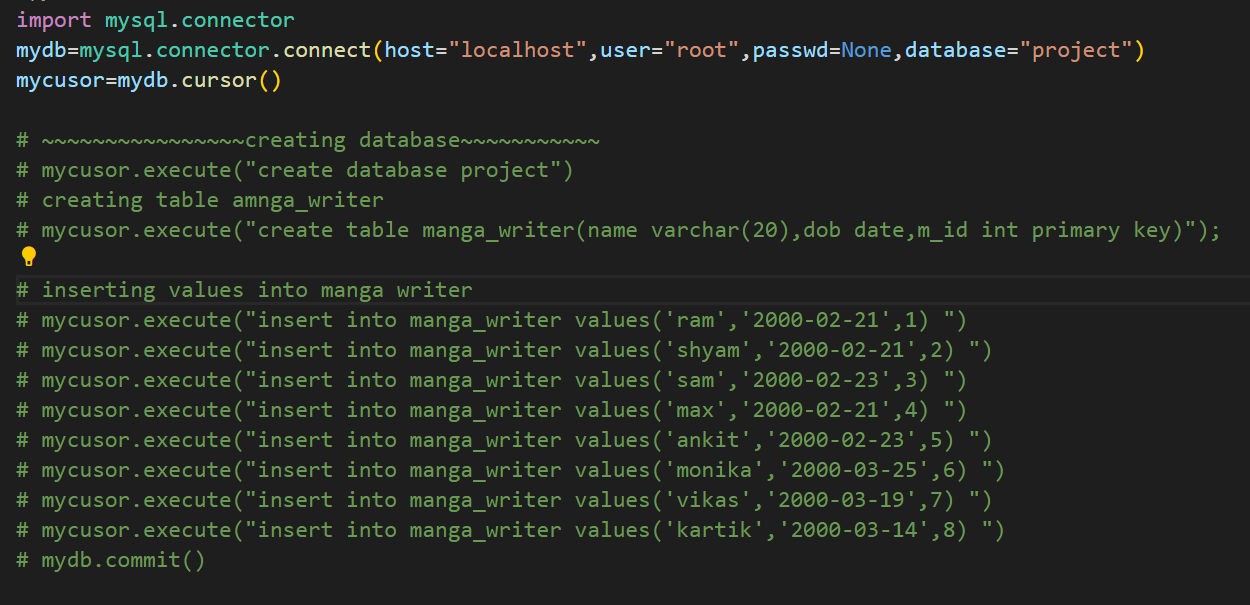 import mysql.connector
mydb=mysql.connector.connect(host="localhost",user="root",passwd=None,database="project")
mycusor=mydb.cursor()
# ~~~~~~~~~~~~~~~~creating database~~~~~~~~~~~
# mycusor.execute("create database project")
# creating table amnga_writer
# mycusor.execute("create table manga_writer(name varchar(20),dob date,m_id int primary key)");
# inserting values into manga writer
# mycusor.execute("insert into manga_writer values('ram','2000-02-21',1) ")
# mycusor.execute("insert into manga_writer values('shyam','2000-02-21',2) ")
# mycusor.execute("insert into manga_writer values('sam','2000-02-23',3) ")
# mycusor.execute("insert into manga_writer values('max','2000-02-21',4) ")
# mycusor.execute("insert into manga_writer values('ankit','2000-02-23',5) ")
# mycusor.execute("insert into manga_writer values('monika','2000-03-25',6) ")
# mycusor.execute("insert into manga_writer values('vikas','2000-03-19',7) ")
# mycusor.execute("insert into manga_writer values('kartik','2000-03-14',8) ")
# mydb.commit()